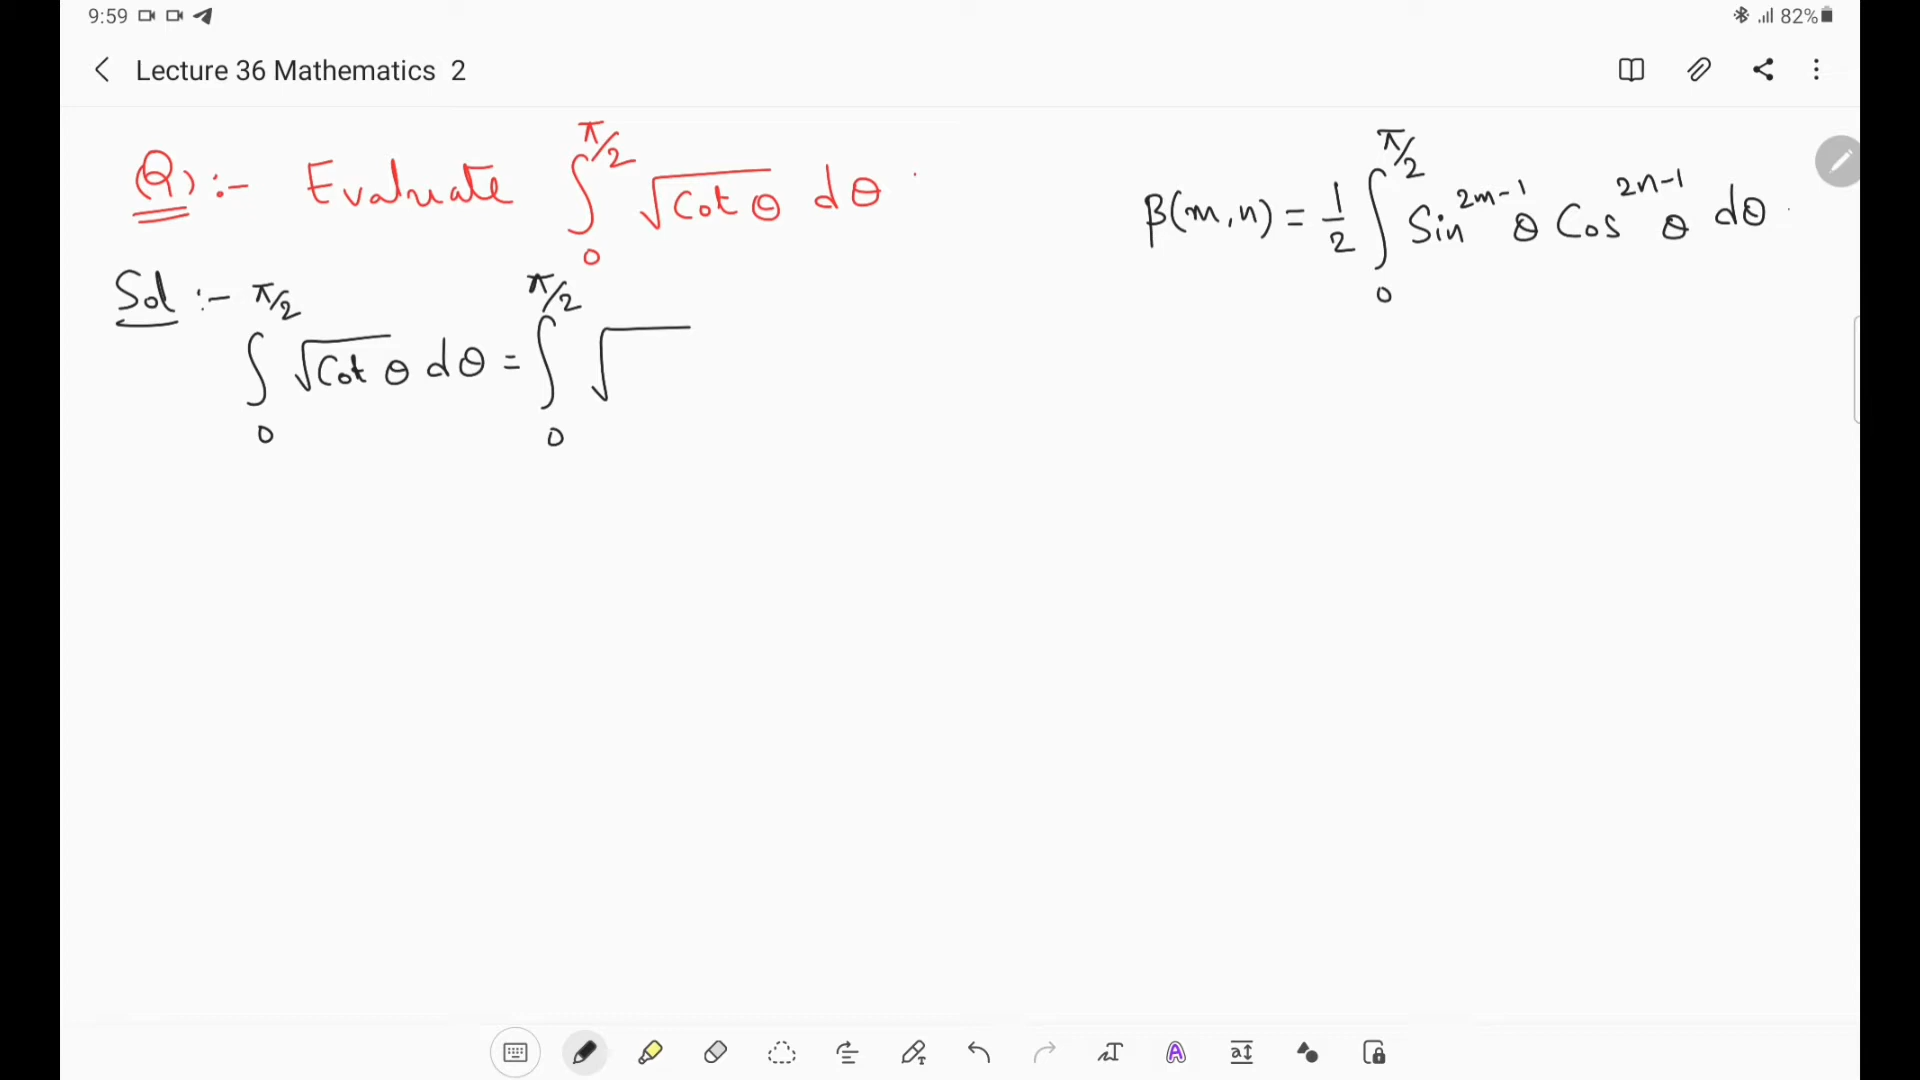 9:59 82%
Lecture 36 Mathematics 2
Q :- Evaluate ∫₀^{π/2} √(Cot θ) dθ .
β(m,n) = 1/2 ∫₀^{π/2} Sin^{2m-1} θ Cos^{2n-1} θ dθ .
Sol :- ∫₀^{π/2} √(Cot θ) dθ = ∫₀^{π/2} √